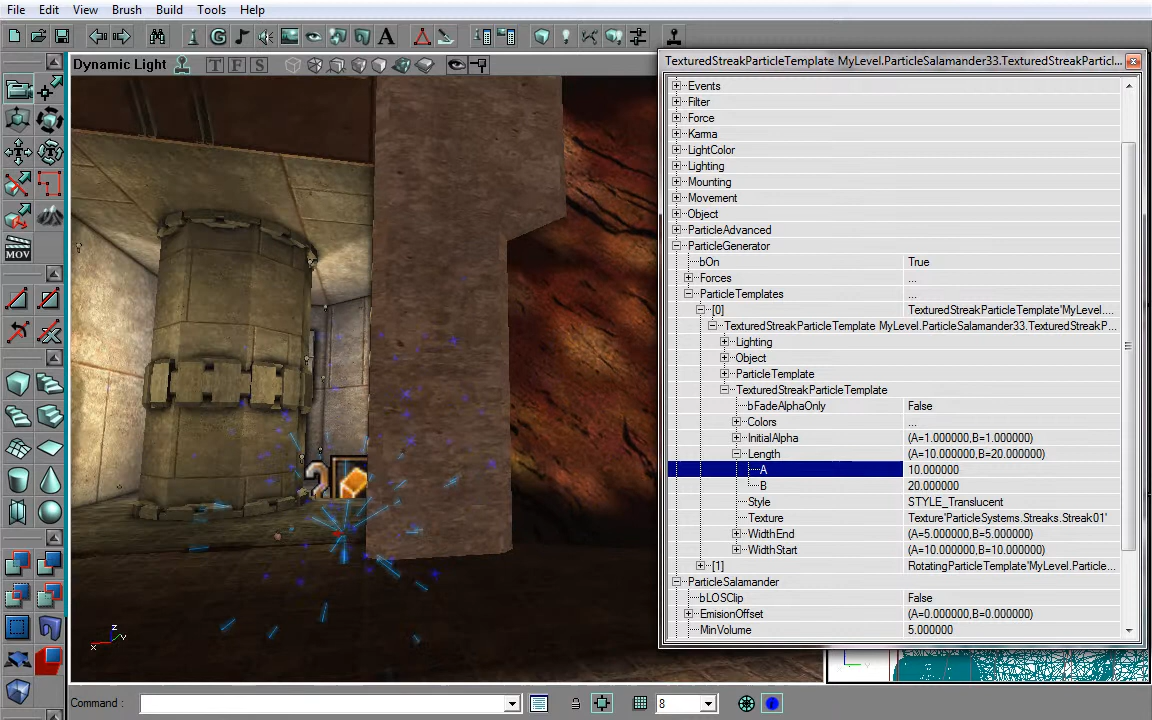 File Edit View Brush Build Tools Help
Dynamic Light
T F S
MOV
TexturedStreakParticleTemplate MyLevel.ParticleSalamander33.TexturedStreakParticl...
Events
Filter
Force
Karma
LightColor
Lighting
Mounting
Movement
Object
ParticleAdvanced
ParticleGenerator
bOn True
Forces ...
ParticleTemplates ...
[0] TexturedStreakParticleTemplate'MyLevel....
TexturedStreakParticleTemplate MyLevel.ParticleSalamander33.TexturedStreakP...
Lighting
Object
ParticleTemplate
TexturedStreakParticleTemplate
bFadeAlphaOnly False
Colors ...
InitialAlpha (A=1.000000,B=1.000000)
Length (A=10.000000,B=20.000000)
A 10.000000
B 20.000000
Style STYLE_Translucent
Texture Texture'ParticleSystems.Streaks.Streak01'
WidthEnd (A=5.000000,B=5.000000)
WidthStart (A=10.000000,B=10.000000)
[1] RotatingParticleTemplate'MyLevel.Particle...
ParticleSalamander
bLOSClip False
EmisionOffset (A=0.000000,B=0.000000)
MinVolume 5.000000
Z
Y
X
Command : 8